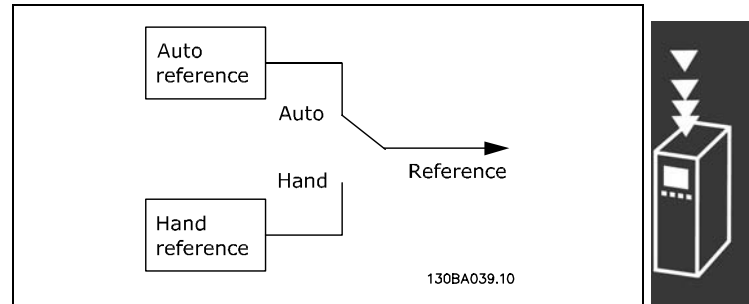 Auto
reference
Auto
Reference
Hand
Hand
reference
130BA039.10